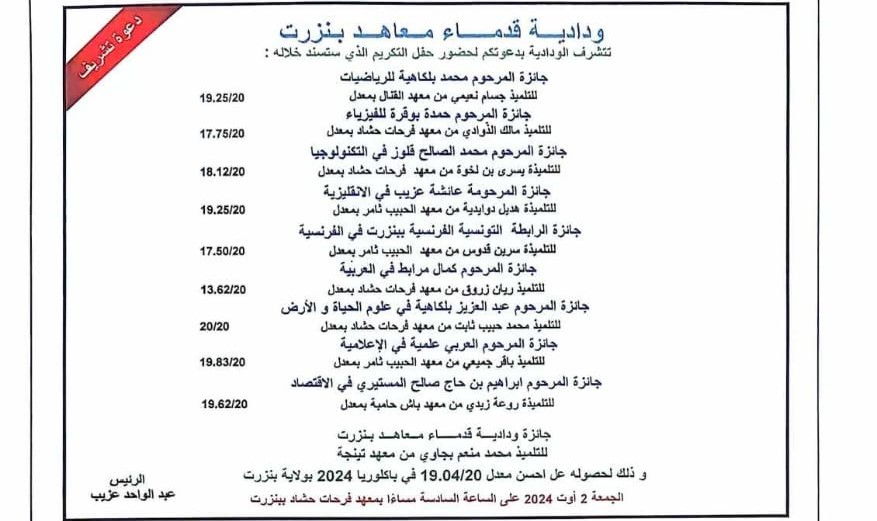 دعوة تشريف
وداديــة قدمــــاء مــعاهــد بــنزرت
تتشرف الودادية بدعوتكم لحضور حفل التكريم الذي ستسند خلاله :
جائزة المرحوم محمد بلكاهية للرياضيات
للتلميذ جسام نعيمي من معهد القنال بمعدل 19.25/20
جائزة المرحوم حمدة بوقرة للفيزياء
للتلميذ مالك الذوادي من معهد فرحات حشاد بمعدل 17.75/20
جائزة المرحوم محمد الصالح قلوز في التكنولوجيا
للتلميذة يسرى بن لخوة من معهد فرحات حشاد بمعدل 18.12/20
جائزة المرحومة عائشة عزيب في الانقليزية
للتلميذة هديل دوايدية من معهد الحبيب ثامر بمعدل 19.25/20
جائزة الرابطة التونسية الفرنسية ببنزرت في الفرنسية
للتلميذة سرين قدوس من معهد الحبيب ثامر بمعدل 17.50/20
جائزة المرحوم كمال مرابط في العربية
للتلميذ ريان زروق من معهد فرحات حشاد بمعدل 13.62/20
جائزة المرحوم عبد العزيز بلكاهية في علوم الحياة و الأرض
للتلميذ محمد حبيب ثابت من معهد فرحات حشاد بمعدل 20/20
جائزة المرحوم العربي علمية في الإعلامية
للتلميذ باقر جميعي من معهد الحبيب ثامر بمعدل 19.83/20
جائزة المرحوم ابراهيم بن حاج صالح المستيري في الاقتصاد
للتلميذة روعة زيدي من معهد باش حامبة بمعدل 19.62/20
جائزة وداديــة قدمــــاء مــعاهــد بنزرت
للتلميذ محمد منعم بجاوي من معهد تينجة
و ذلك لحصوله عل احسن معدل 19.04/20 في باكلوريا 2024 بولاية بنزرت
الجمعة 2 أوت 2024 على الساعة السادسة مساءا بمعهد فرحات حشاد ببنزرت
الرئيس
عبد الواحد عزيب